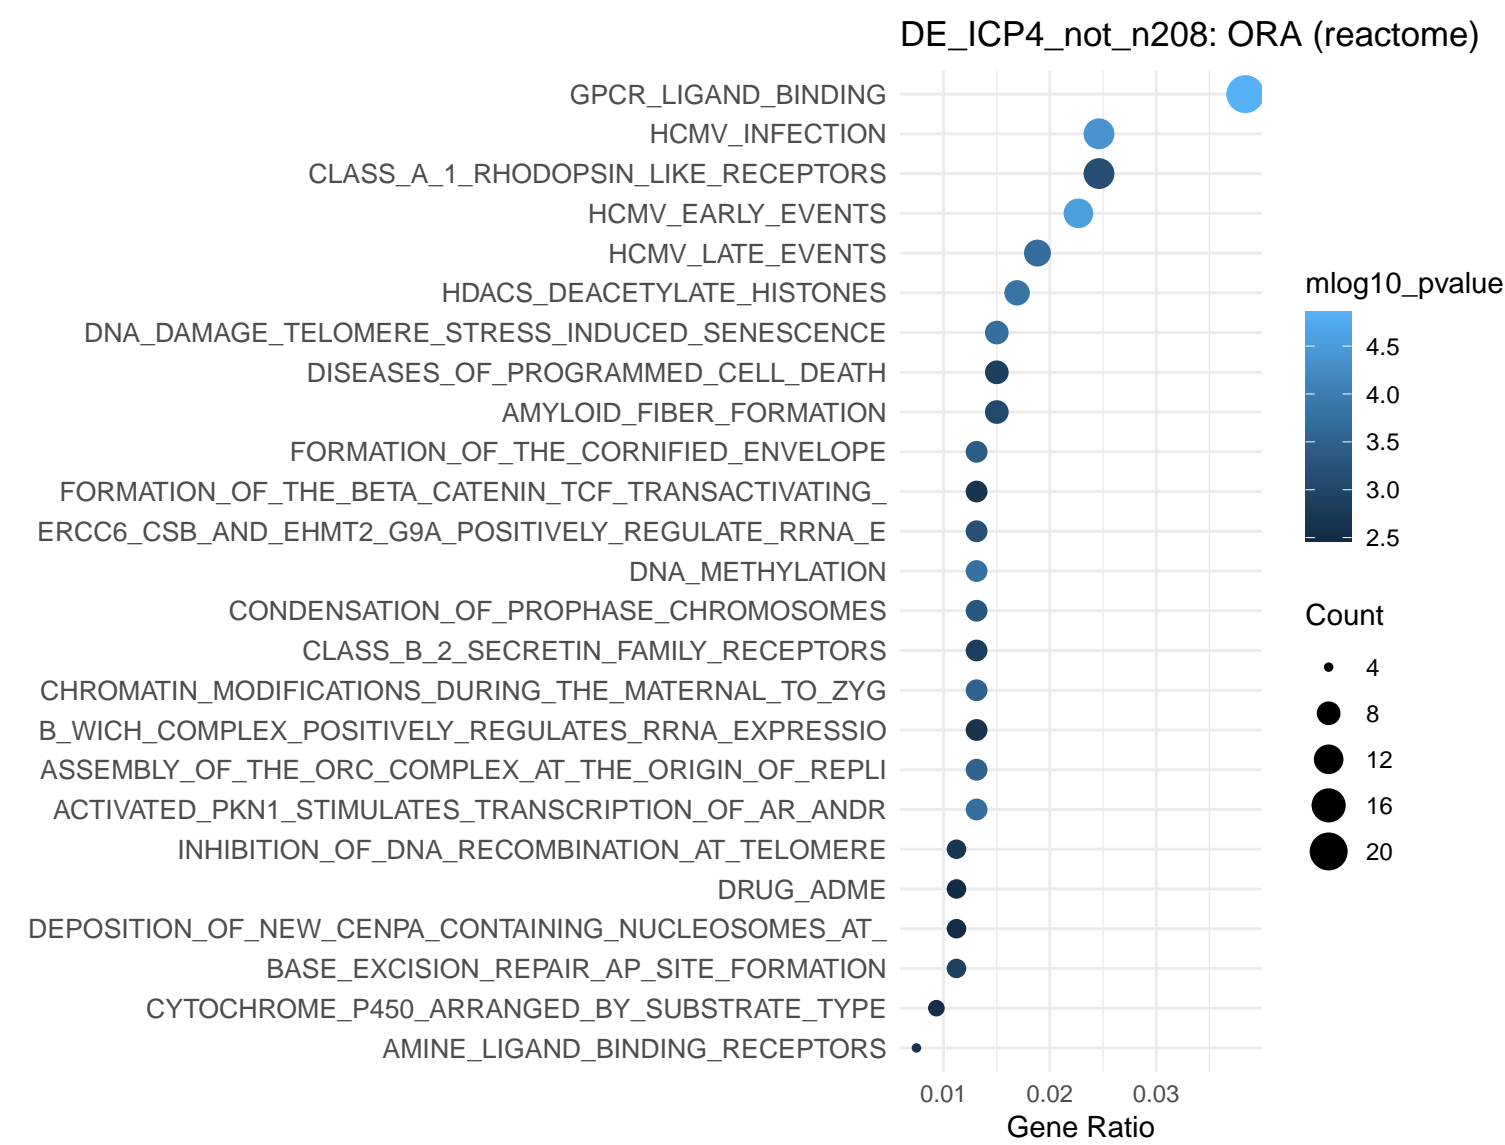 DE_ICP4_not_n208: ORA (reactome)
GPCR_LIGAND_BINDING
HCMV_INFECTION
CLASS_A_1_RHODOPSIN_LIKE_RECEPTORS
HCMV_EARLY_EVENTS
HCMV_LATE_EVENTS
HDACS_DEACETYLATE_HISTONES
DNA_DAMAGE_TELOMERE_STRESS_INDUCED_SENESCENCE
DISEASES_OF_PROGRAMMED_CELL_DEATH
AMYLOID_FIBER_FORMATION
FORMATION_OF_THE_CORNIFIED_ENVELOPE
FORMATION_OF_THE_BETA_CATENIN_TCF_TRANSACTIVATING_
ERCC6_CSB_AND_EHMT2_G9A_POSITIVELY_REGULATE_RRNA_E
DNA_METHYLATION
CONDENSATION_OF_PROPHASE_CHROMOSOMES
CLASS_B_2_SECRETIN_FAMILY_RECEPTORS
CHROMATIN_MODIFICATIONS_DURING_THE_MATERNAL_TO_ZYG
B_WICH_COMPLEX_POSITIVELY_REGULATES_RRNA_EXPRESSIO
ASSEMBLY_OF_THE_ORC_COMPLEX_AT_THE_ORIGIN_OF_REPLI
ACTIVATED_PKN1_STIMULATES_TRANSCRIPTION_OF_AR_ANDR
INHIBITION_OF_DNA_RECOMBINATION_AT_TELOMERE
DRUG_ADME
DEPOSITION_OF_NEW_CENPA_CONTAINING_NUCLEOSOMES_AT_
BASE_EXCISION_REPAIR_AP_SITE_FORMATION
CYTOCHROME_P450_ARRANGED_BY_SUBSTRATE_TYPE
AMINE_LIGAND_BINDING_RECEPTORS
0.01 0.02 0.03
Gene Ratio
mlog10_pvalue
4.5
4.0
3.5
3.0
2.5
Count
4
8
12
16
20